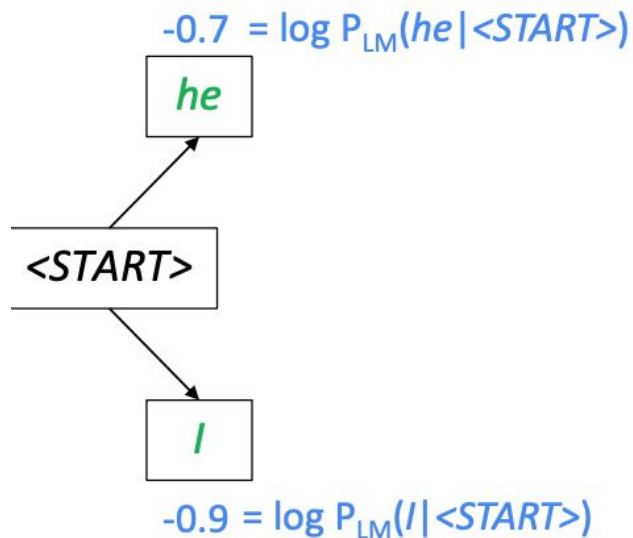 -0.7 = log P_LM(he|<START>)
he
<START>
I
-0.9 = log P_LM(I|<START>)